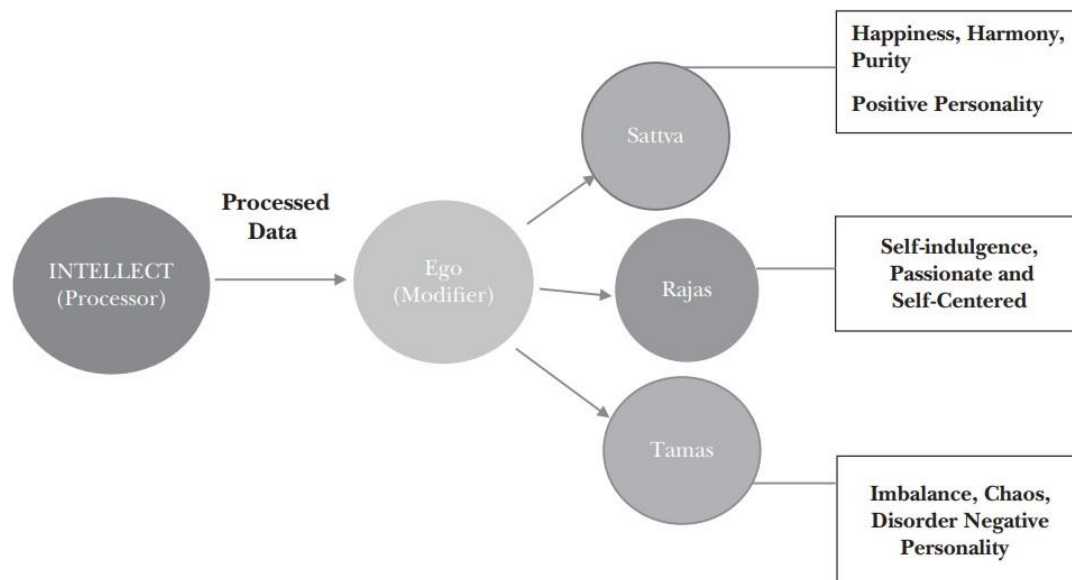 Happiness, Harmony,
Purity
Positive Personality
Sattva
Processed
Data
INTELLECT
(Processor)
Ego
(Modifier)
Rajas
Self-indulgence,
Passionate and
Self-Centered
Tamas
Imbalance, Chaos,
Disorder Negative
Personality